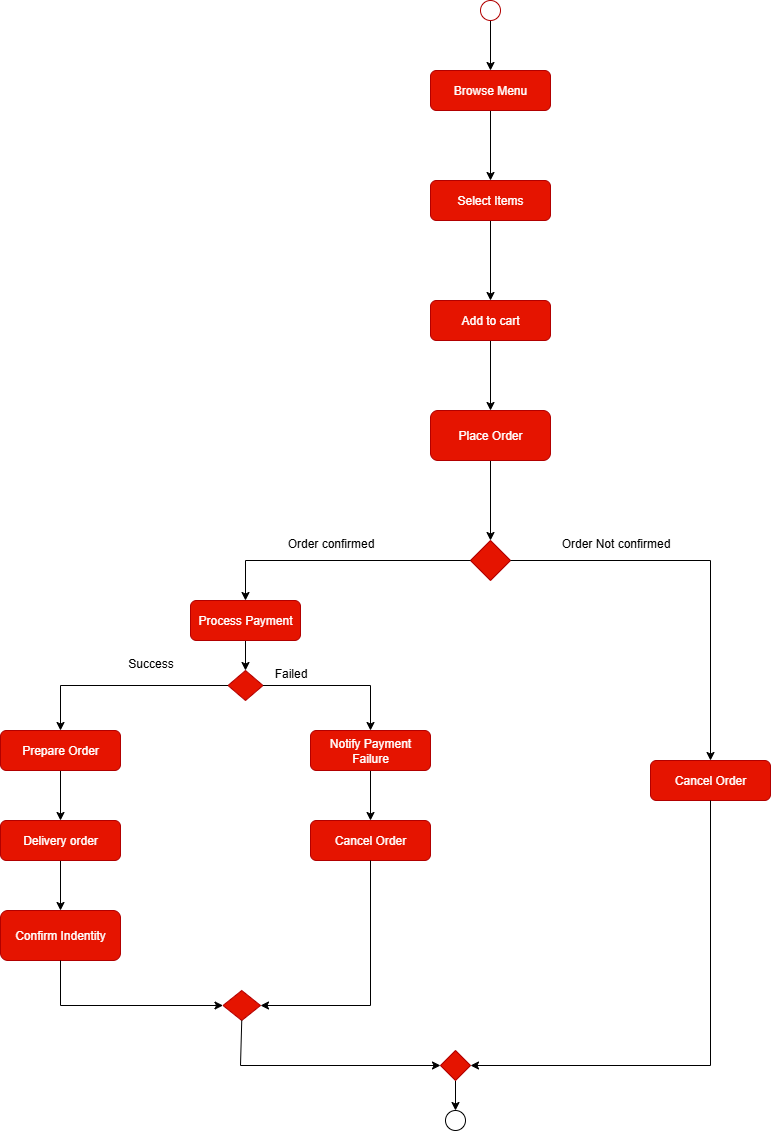 Browse Menu
Select Items
Add to cart
Place Order
Order confirmed
Order Not confirmed
Process Payment
Success
Failed
Prepare Order
Notify Payment
Failure
Cancel Order
Delivery order
Cancel Order
Confirm Indentity